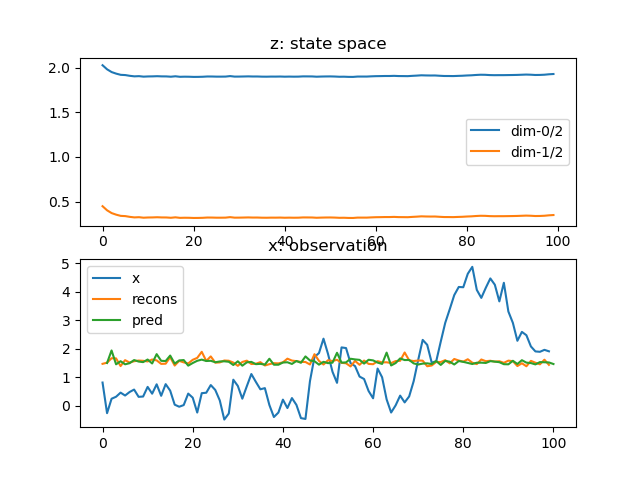 z: state space
2.0
1.5
1.0
0.5
dim-0/2
dim-1/2
0 20 40 60 80 100
x: observation
5
4
3
2
1
0
x
recons
pred
0 20 40 60 80 100